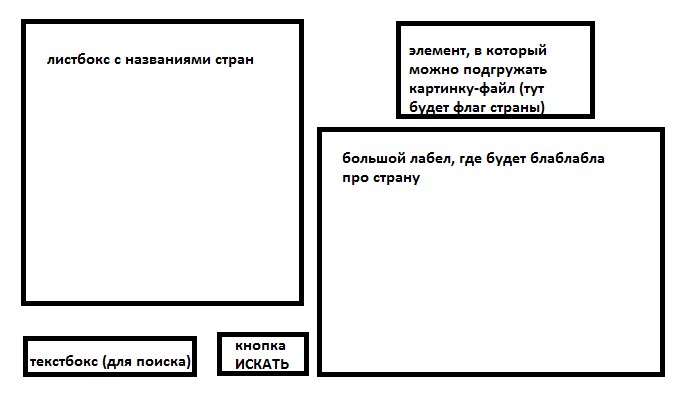 листбокс с названиями стран
элемент, в который
можно подгружать
картинку-файл (тут
будет флаг страны)
большой лабел, где будет блаблабла
про страну
текстбокс (для поиска)
кнопка
ИСКАТЬ